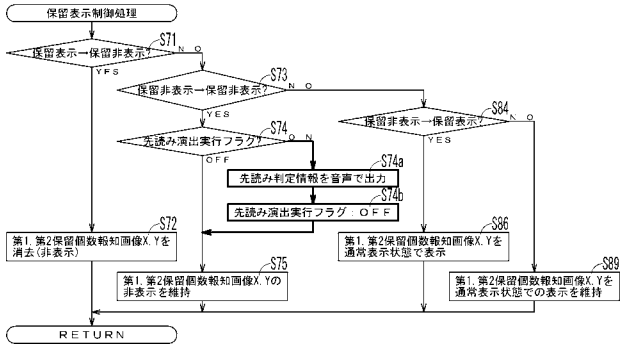 保留表示制御処理
S71
保留表示→保留非表示?
NO
YES
S73
保留非表示→保留非表示?
NO
YES
S84
保留非表示→保留表示?
NO
YES
S74
先読み演出実行フラグ?
ON
OFF
S74a
先読み判定情報を音声で出力
S74b
先読み演出実行フラグ:OFF
S72
第1,第2保留個数報知画像X,Yを
消去(非表示)
S86
第1,第2保留個数報知画像X,Yを
通常表示状態で表示
S75
第1,第2保留個数報知画像X,Yの
非表示を維持
S89
第1,第2保留個数報知画像X,Yを
通常表示状態での表示を維持
RETURN